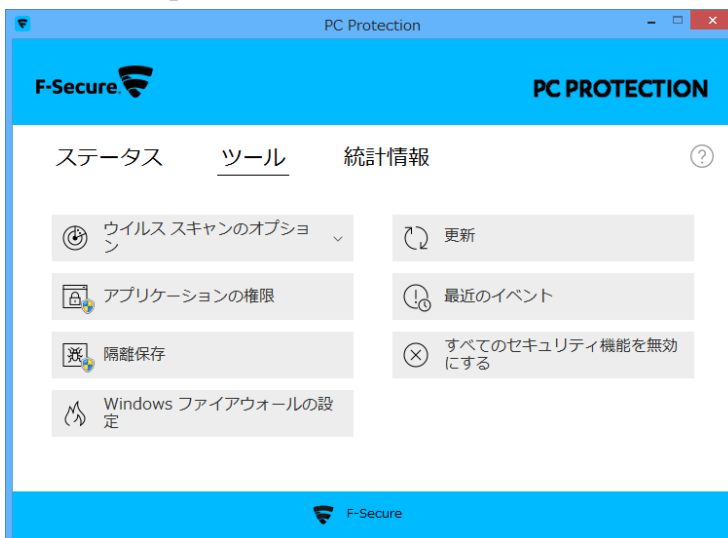 PC Protection
F-Secure.
PC PROTECTION
ステータス
ツール
統計情報
?
ウイルス スキャンのオプショ
ン
更新
アプリケーションの権限
最近のイベント
隔離保存
すべてのセキュリティ機能を無効
にする
Windows ファイアウォールの設
定
F-Secure